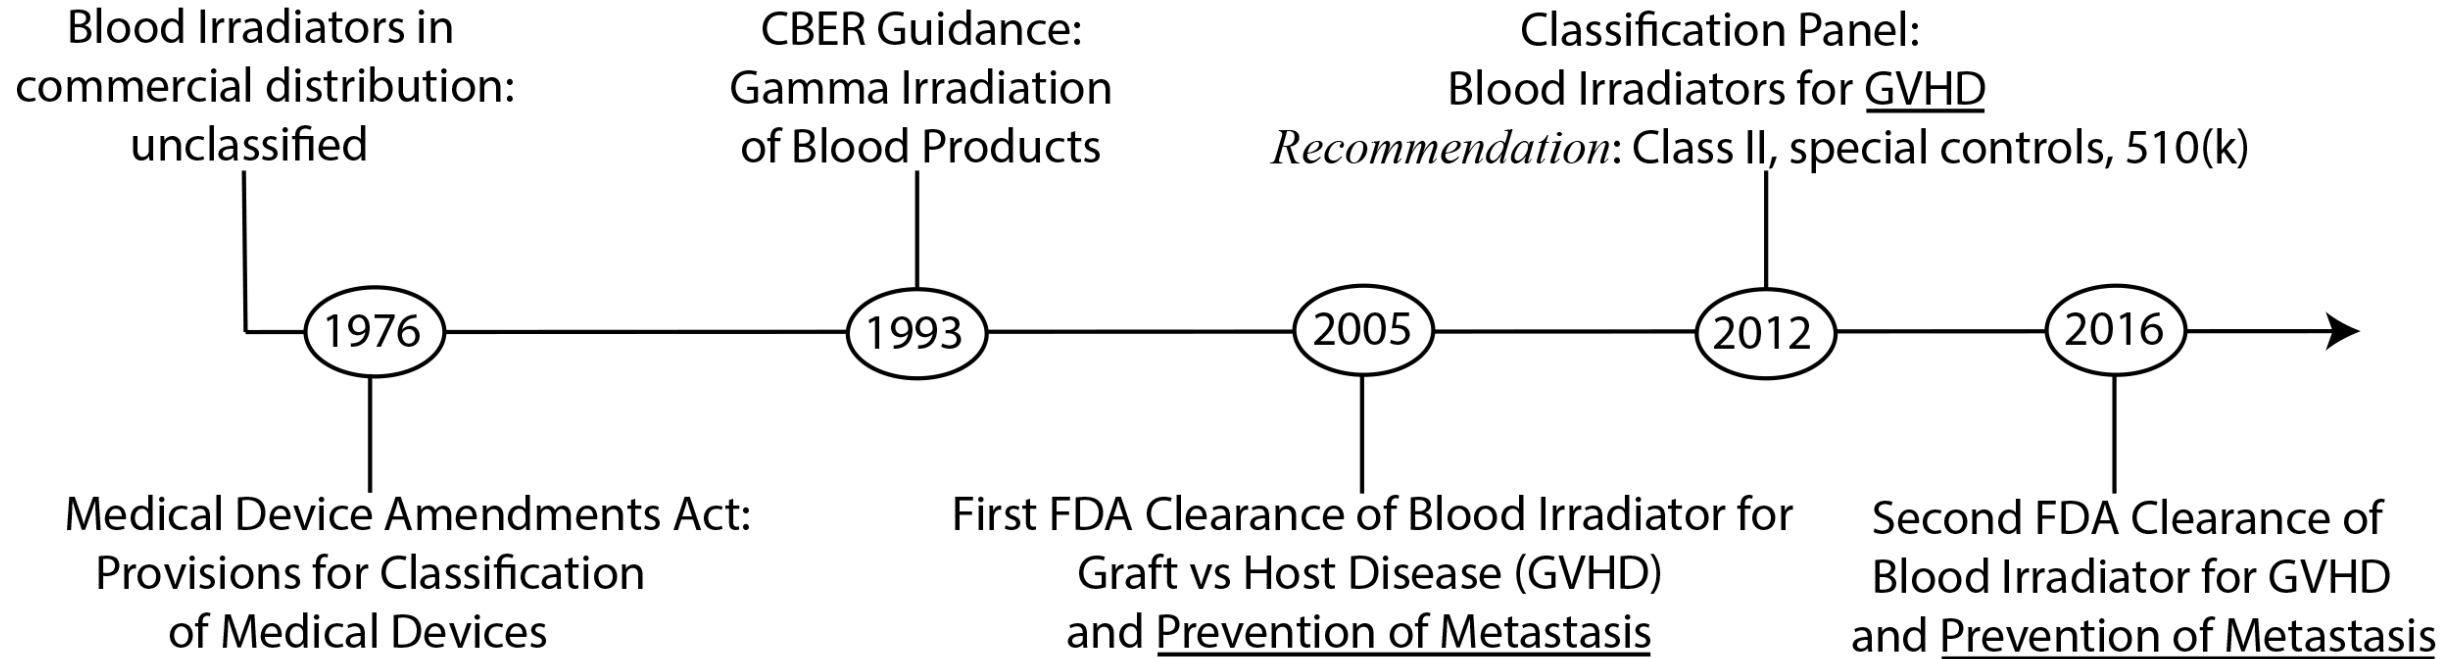 Blood Irradiators in
commercial distribution:
unclassified
CBER Guidance:
Gamma Irradiation
of Blood Products
Classification Panel:
Blood Irradiators for GVHD
Recommendation: Class II, special controls, 510(k)
1976
1993
2005
2012
2016
Medical Device Amendments Act:
Provisions for Classification
of Medical Devices
First FDA Clearance of Blood Irradiator for
Graft vs Host Disease (GVHD)
and Prevention of Metastasis
Second FDA Clearance of
Blood Irradiator for GVHD
and Prevention of Metastasis